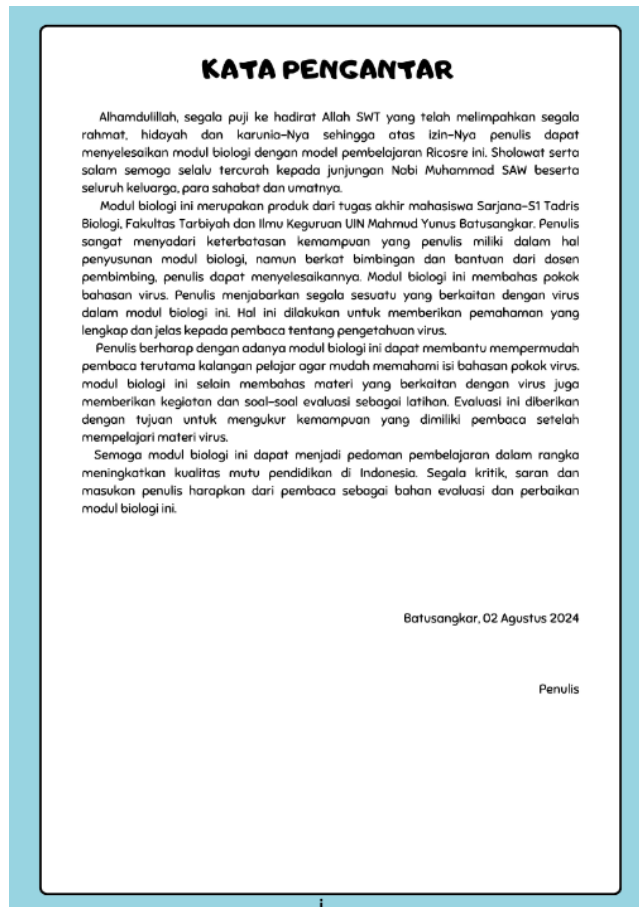 KATA PENGANTAR
Alhamdulillah, segala puji ke hadirat Allah SWT yang telah melimpahkan segala
rahmat, hidayah dan karunia-Nya sehingga atas izin-Nya penulis dapat
menyelesaikan modul biologi dengan model pembelajaran Ricosre ini. Sholawat serta
salam semoga selalu tercurah kepada junjungan Nabi Muhammad SAW beserta
seluruh keluarga, para sahabat dan umatnya.
Modul biologi ini merupakan produk dari tugas akhir mahasiswa Sarjana-S1 Tadris
Biologi, Fakultas Tarbiyah dan Ilmu Keguruan UIN Mahmud Yunus Batusangkar. Penulis
sangat menyadari keterbatasan kemampuan yang penulis miliki dalam hal
penyusunan modul biologi, namun berkat bimbingan dan bantuan dari dosen
pembimbing, penulis dapat menyelesaikannya. Modul biologi ini membahas pokok
bahasan virus. Penulis menjabarkan segala sesuatu yang berkaitan dengan virus
dalam modul biologi ini. Hal ini dilakukan untuk memberikan pemahaman yang
lengkap dan jelas kepada pembaca tentang pengetahuan virus.
Penulis berharap dengan adanya modul biologi ini dapat membantu mempermudah
pembaca terutama kalangan pelajar agar mudah memahami isi bahasan pokok virus.
modul biologi ini selain membahas materi yang berkaitan dengan virus juga
memberikan kegiatan dan soal-soal evaluasi sebagai latihan. Evaluasi ini diberikan
dengan tujuan untuk mengukur kemampuan yang dimiliki pembaca setelah
mempelajari materi virus.
Semoga modul biologi ini dapat menjadi pedoman pembelajaran dalam rangka
meningkatkan kualitas mutu pendidikan di Indonesia. Segala kritik, saran dan
masukan penulis harapkan dari pembaca sebagai bahan evaluasi dan perbaikan
modul biologi ini.
Batusangkar, 02 Agustus 2024
Penulis
i